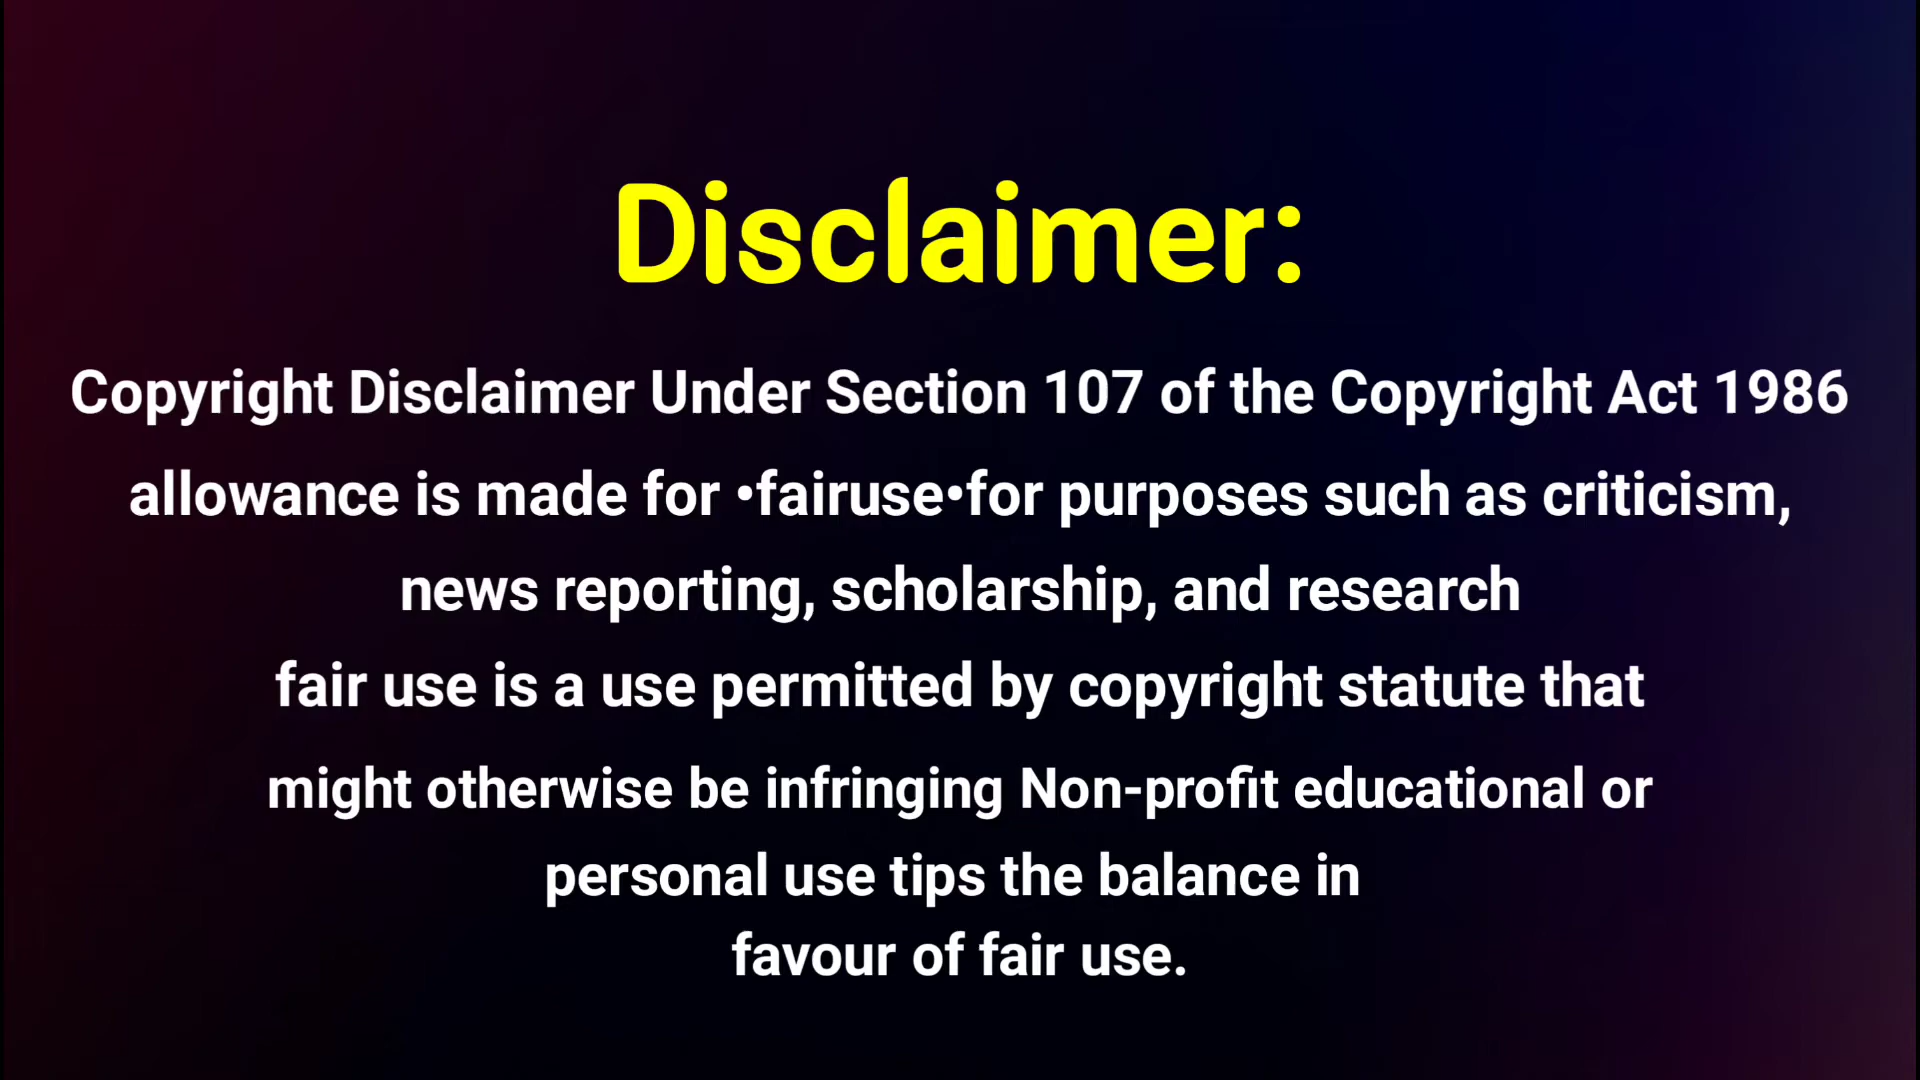 Disclaimer:
Copyright Disclaimer Under Section 107 of the Copyright Act 1986
allowance is made for •fairuse•for purposes such as criticism,
news reporting, scholarship, and research
fair use is a use permitted by copyright statute that
might otherwise be infringing Non-profit educational or
personal use tips the balance in
favour of fair use.